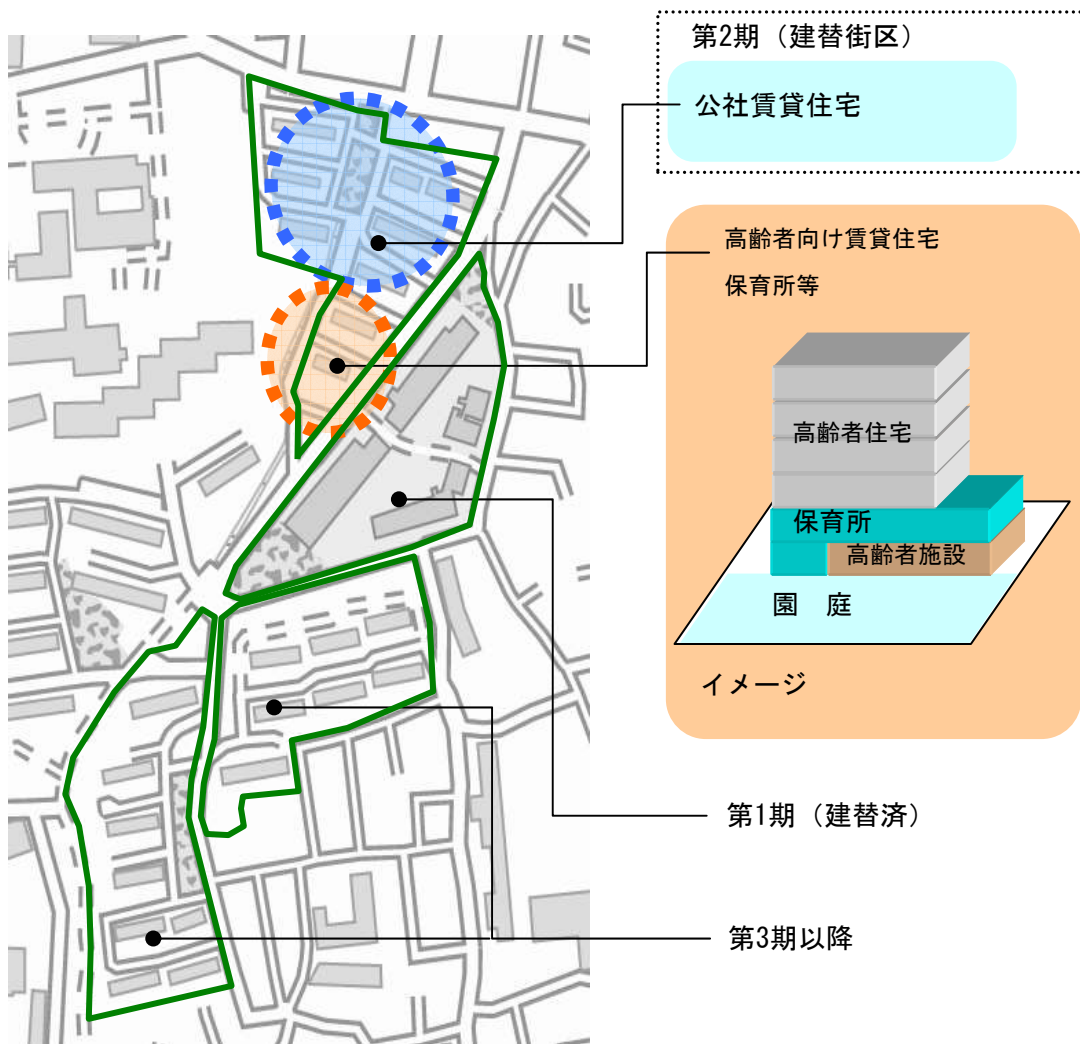 第2期（建替街区）
公社賃貸住宅
高齢者向け賃貸住宅
保育所等
高齢者住宅
保育所
高齢者施設
園　庭
イメージ
第1期（建替済）
第3期以降